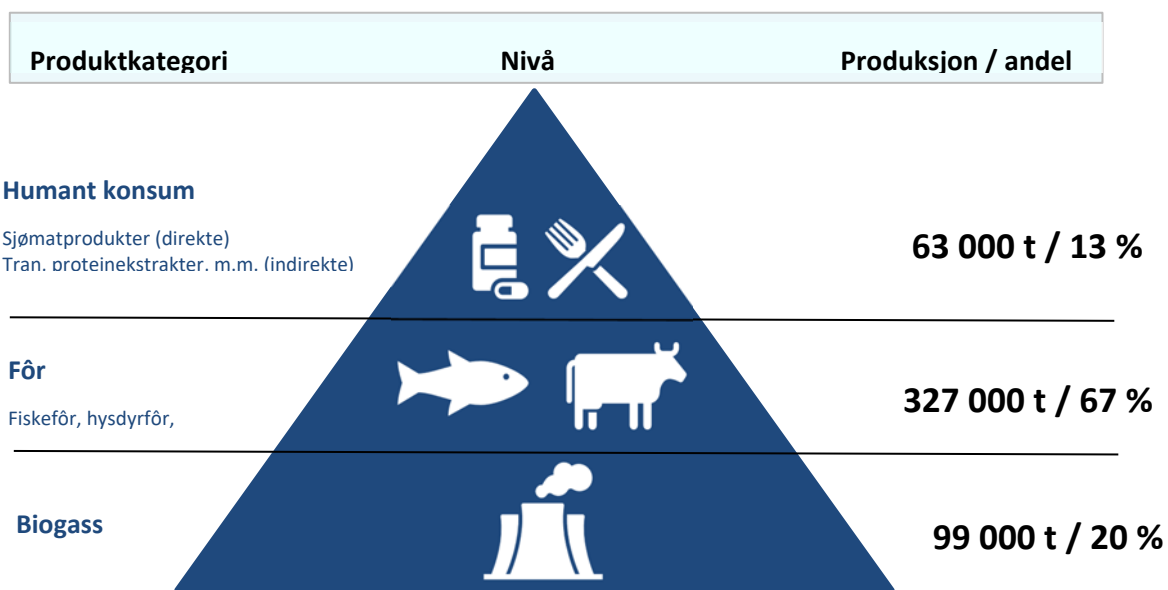 Produktkategori Nivå Produksjon / andel
Humant konsum
Sjømatprodukter (direkte)
Tran. proteinekstrakter. m.m. (indirekte)
63 000 t / 13 %
Fôr
Fiskefôr, hysdyrfôr,
327 000 t / 67 %
Biogass
99 000 t / 20 %